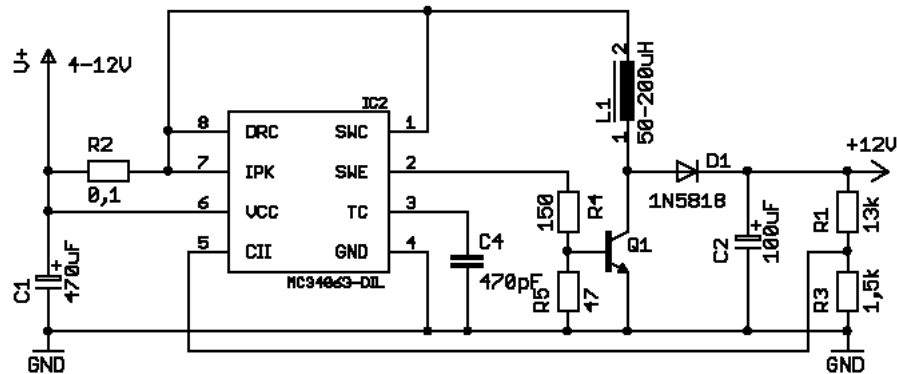 U+
4-12V
R2
0,1
C1
+
470uF
GND
IC2
8 DRC SWC 1
7 IPK SWE 2
6 VCC TC 3
5 CII GND 4
MC34063-DIL
C4
470pF
150
R4
R5
47
Q1
L1
2
1
50-200uH
D1
1N5818
+12V
C2
+
100uF
R1
13k
R3
1,5k
GND